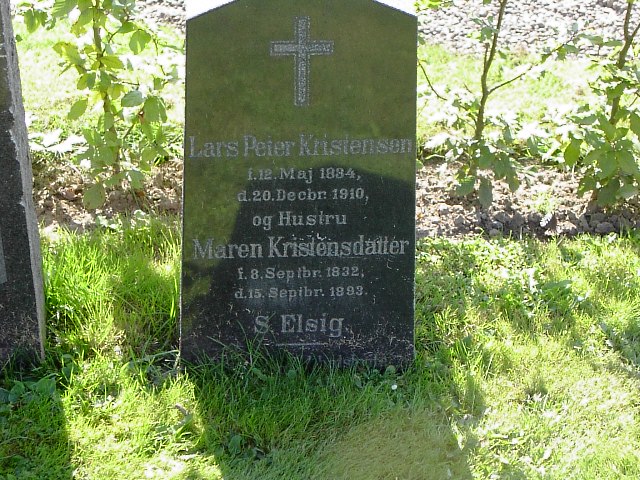 Lars Peter Kristensen
f. 12. Maj 1834,
d. 20. Decbr. 1910,
og Hustru
Maren Kristensdatter
f. 8. Septbr. 1832,
d. 15. Septbr. 1893.
S. Elsig.